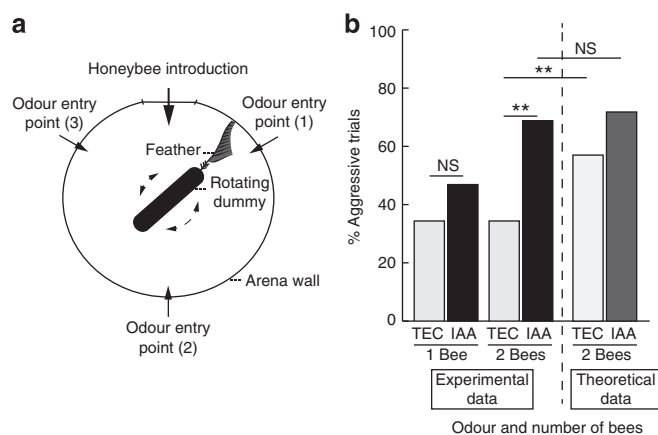 a
Honeybee introduction
Odour entry
point (3)
Odour entry
point (1)
Feather
Rotating
dummy
Arena wall
Odour entry
point (2)
b
100
80
60
40
20
0
% Aggressive trials
NS
**
**
NS
TEC IAA TEC IAA TEC IAA
1 Bee 2 Bees 2 Bees
Experimental
data
Theoretical
data
Odour and number of bees